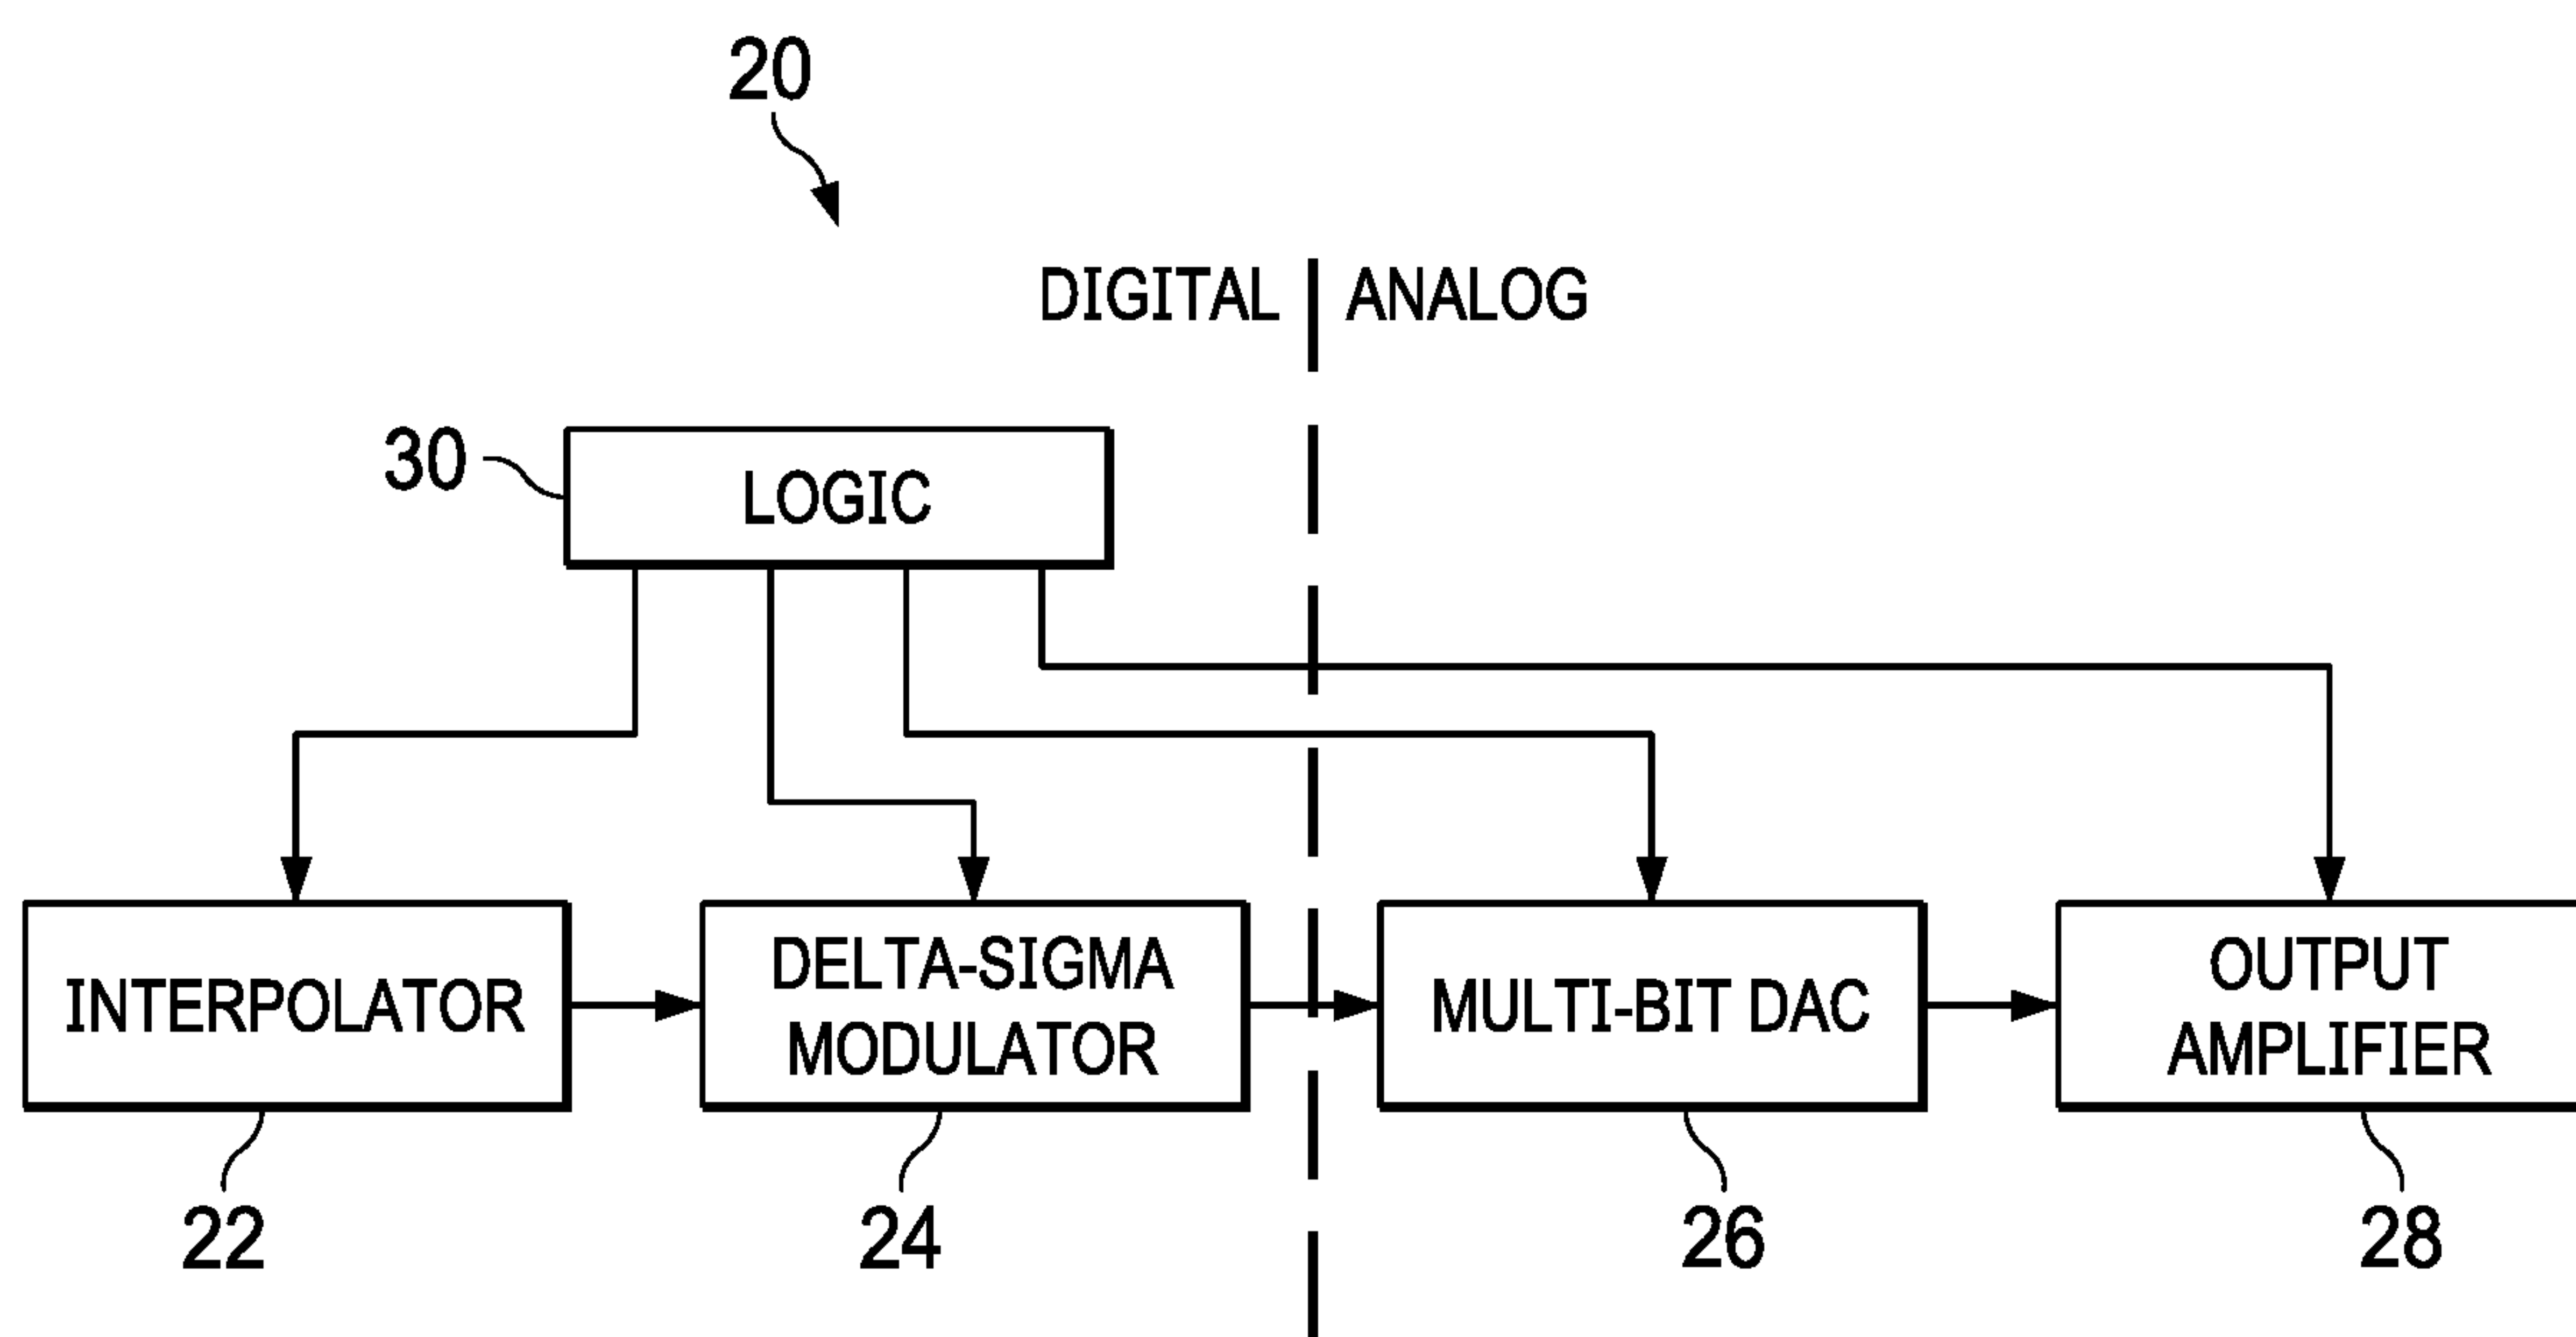 20
DIGITAL ANALOG
30
LOGIC
INTERPOLATOR
DELTA-SIGMA
MODULATOR
MULTI-BIT DAC
OUTPUT
AMPLIFIER
22
24
26
28